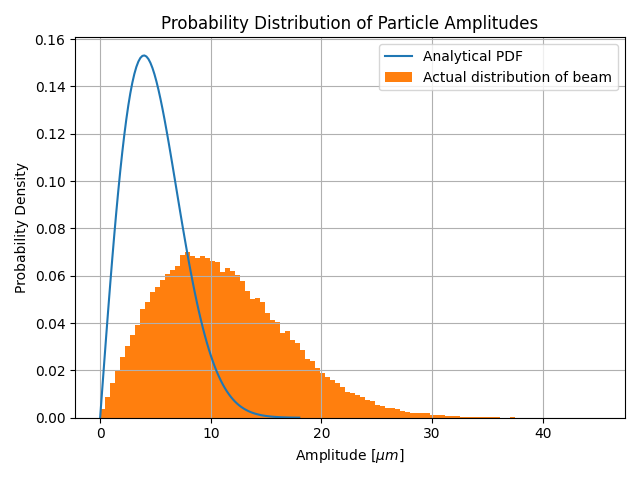 Probability Distribution of Particle Amplitudes
Analytical PDF
Actual distribution of beam
Probability Density
0.16
0.14
0.12
0.10
0.08
0.06
0.04
0.02
0.00
0 10 20 30 40
Amplitude [μm]